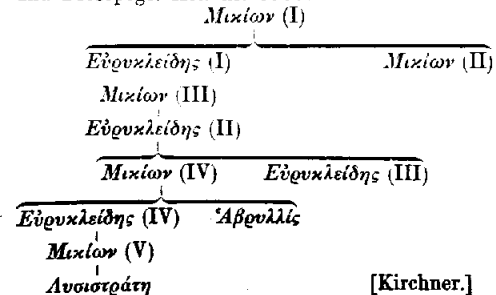 Μικίων (I)
Εὐρυκλείδης (I) Μικίων (II)
Μικίων (III)
Εὐρυκλείδης (II)
Μικίων (IV) Εὐρυκλείδης (III)
Εὐρυκλείδης (IV) Ἁβρυλλίς
Μικίων (V)
Λυσιστράτη [Kirchner.]